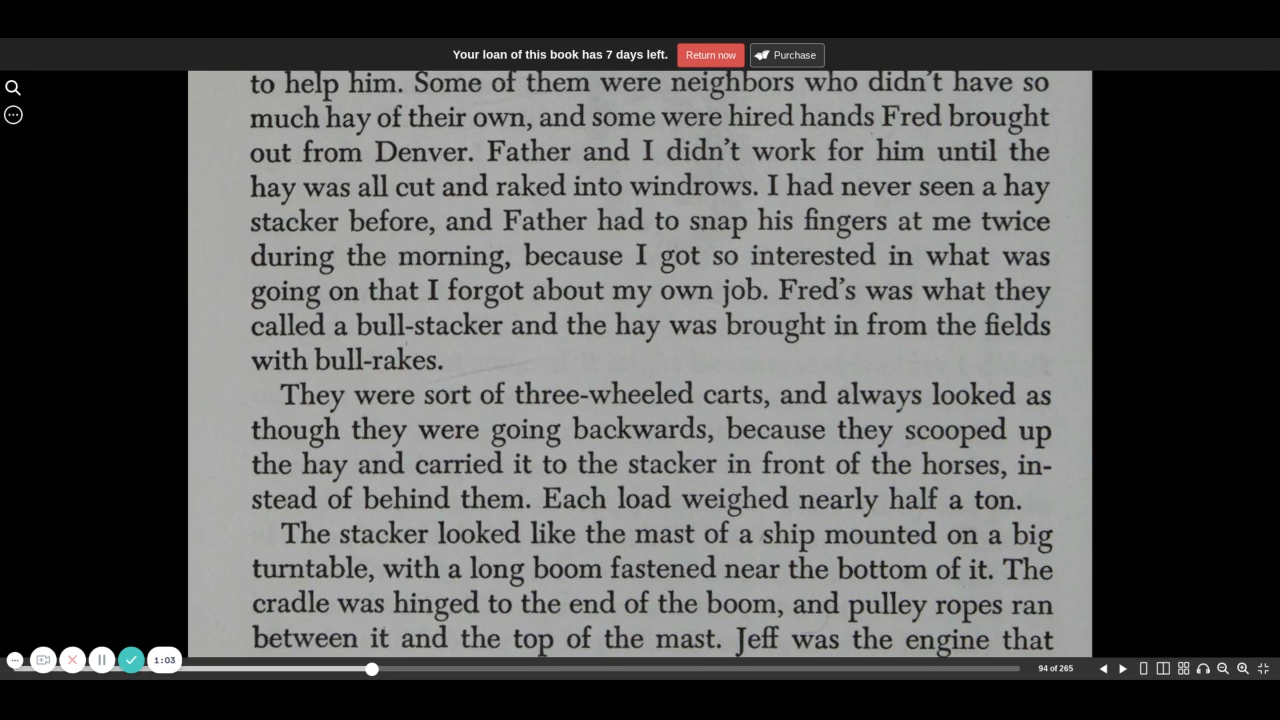 Your loan of this book has 7 days left. Return now Purchase
to help him. Some of them were neighbors who didn’t have so
much hay of their own, and some were hired hands Fred brought
out from Denver. Father and I didn’t work for him until the
hay was all cut and raked into windrows. I had never seen a hay
stacker before, and Father had to snap his fingers at me twice
during the morning, because I got so interested in what was
going on that I forgot about my own job. Fred’s was what they
called a bull-stacker and the hay was brought in from the fields
with bull-rakes.
They were sort of three-wheeled carts, and always looked as
though they were going backwards, because they scooped up
the hay and carried it to the stacker in front of the horses, in-
stead of behind them. Each load weighed nearly half a ton.
The stacker looked like the mast of a ship mounted on a big
turntable, with a long boom fastened near the bottom of it. The
cradle was hinged to the end of the boom, and pulley ropes ran
between it and the top of the mast. Jeff was the engine that
1:03
94 of 265